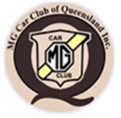 MG Car Club of Queensland Inc.
CAR
MG
CLUB